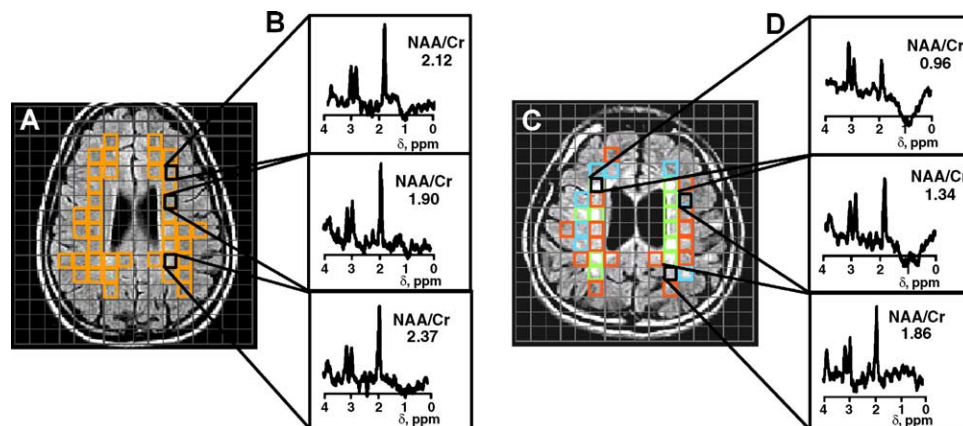 A
B
NAA/Cr
2.12
4 3 2 1 0
δ, ppm
NAA/Cr
1.90
4 3 2 1 0
δ, ppm
NAA/Cr
2.37
4 3 2 1 0
δ, ppm
C
D
NAA/Cr
0.96
4 3 2 1 0
δ, ppm
NAA/Cr
1.34
4 3 2 1 0
δ, ppm
NAA/Cr
1.86
4 3 2 1 0
δ, ppm